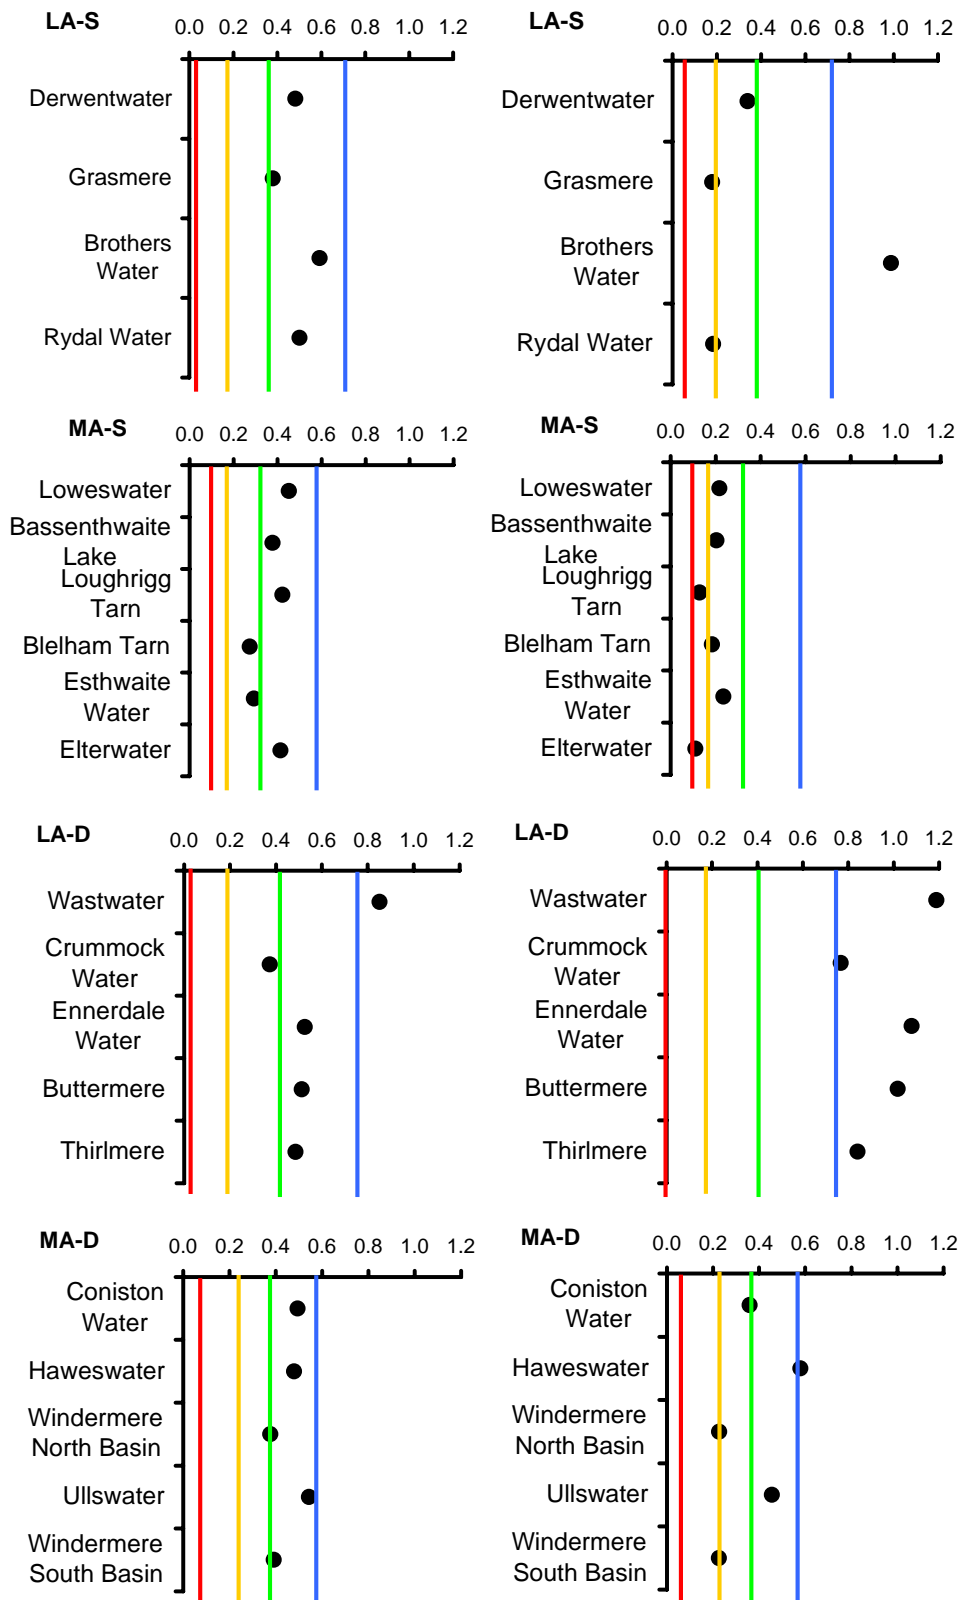 LA-S
0.0 0.2 0.4 0.6 0.8 1.0 1.2
Derwentwater
Grasmere
Brothers
Water
Rydal Water
LA-S
0.0 0.2 0.4 0.6 0.8 1.0 1.2
Derwentwater
Grasmere
Brothers
Water
Rydal Water
MA-S
0.0 0.2 0.4 0.6 0.8 1.0 1.2
Loweswater
Bassenthwaite
Lake
Loughrigg
Tarn
Blelham Tarn
Esthwaite
Water
Elterwater
MA-S
0.0 0.2 0.4 0.6 0.8 1.0 1.2
Loweswater
Bassenthwaite
Lake
Loughrigg
Tarn
Blelham Tarn
Esthwaite
Water
Elterwater
LA-D
0.0 0.2 0.4 0.6 0.8 1.0 1.2
Wastwater
Crummock
Water
Ennerdale
Water
Buttermere
Thirlmere
LA-D
0.0 0.2 0.4 0.6 0.8 1.0 1.2
Wastwater
Crummock
Water
Ennerdale
Water
Buttermere
Thirlmere
MA-D
0.0 0.2 0.4 0.6 0.8 1.0 1.2
Coniston
Water
Haweswater
Windermere
North Basin
Ullswater
Windermere
South Basin
MA-D
0.0 0.2 0.4 0.6 0.8 1.0 1.2
Coniston
Water
Haweswater
Windermere
North Basin
Ullswater
Windermere
South Basin